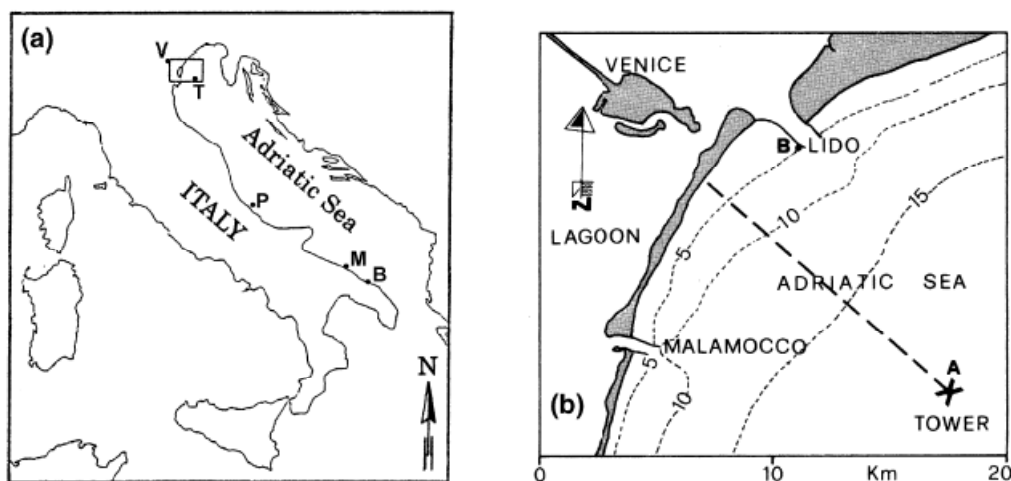 (a)
V
T
Adriatic Sea
ITALY
P
M
B
N
VENICE
B
LIDO
N
LAGOON
5
10
15
ADRIATIC SEA
MALAMOCCO
5
10
A
TOWER
(b)
0 10 Km 20